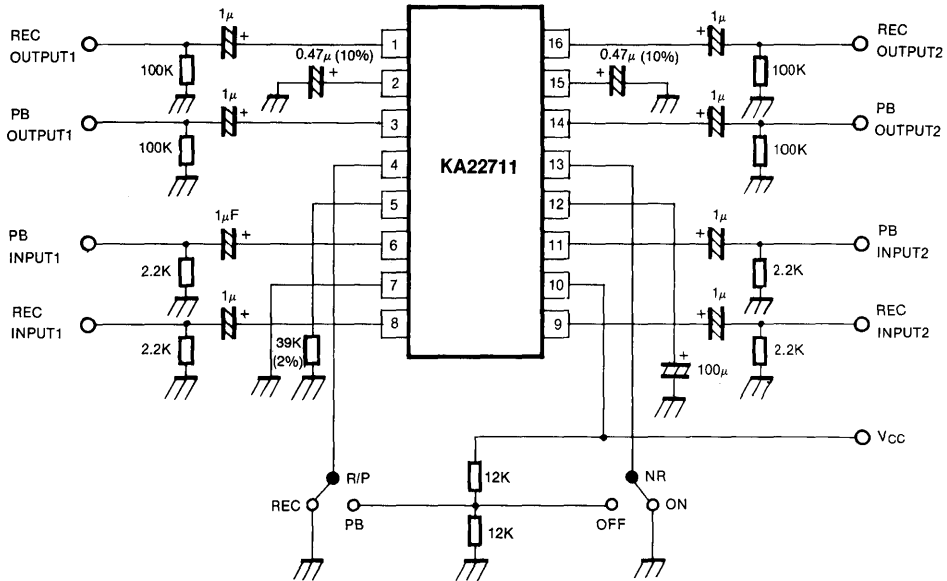 1μ
1μ
REC
OUTPUT1
+
1
16
+
REC
OUTPUT2
0.47μ (10%)
0.47μ (10%)
100K
+
2
15
+
100K
1μ
1μ
PB
OUTPUT1
+
3
14
+
PB
OUTPUT2
100K
100K
4
KA22711
13
5
12
1μF
1μ
PB
INPUT1
+
6
11
+
PB
INPUT2
2.2K
2.2K
7
10
1μ
1μ
REC
INPUT1
+
8
9
+
REC
INPUT2
2.2K
39K
(2%)
+
100μ
2.2K
VCC
R/P
12K
NR
REC
PB
OFF
ON
12K